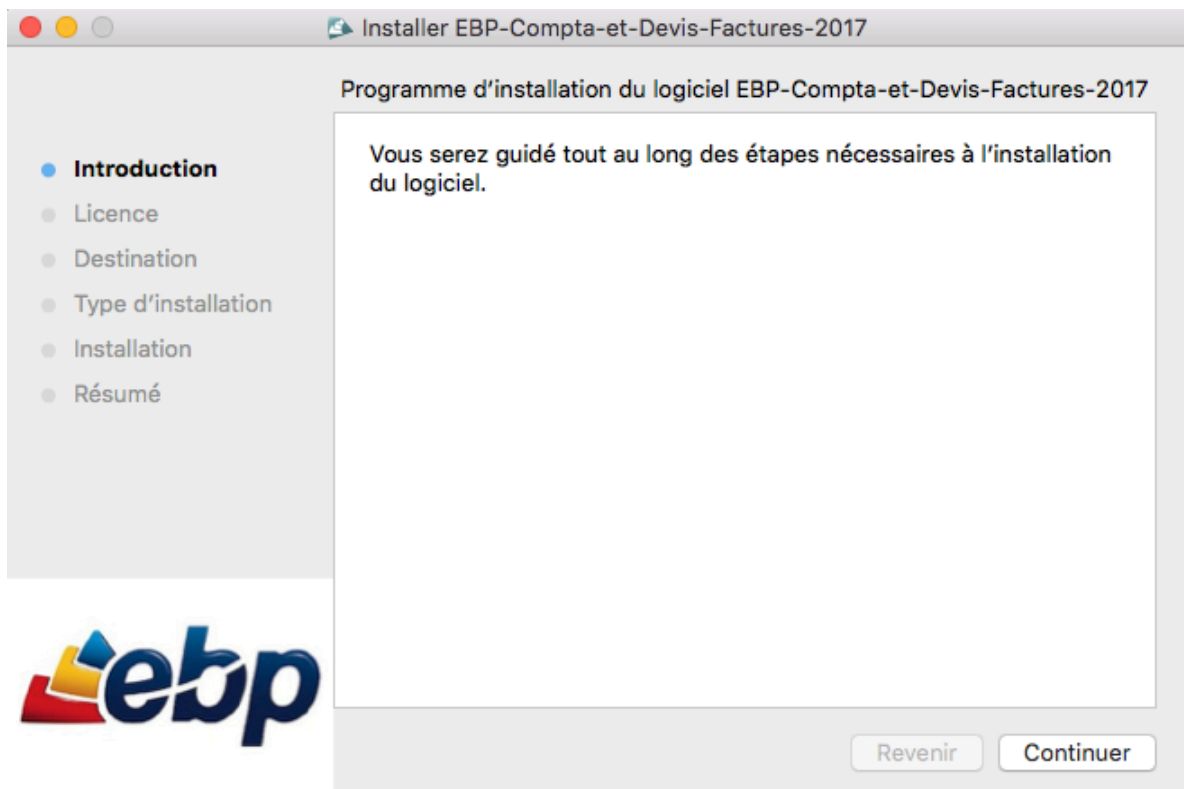 Installer EBP-Compta-et-Devis-Factures-2017
Programme d’installation du logiciel EBP-Compta-et-Devis-Factures-2017
Introduction
Licence
Destination
Type d’installation
Installation
Résumé
Vous serez guidé tout au long des étapes nécessaires à l’installation
du logiciel.
ebp
Revenir
Continuer